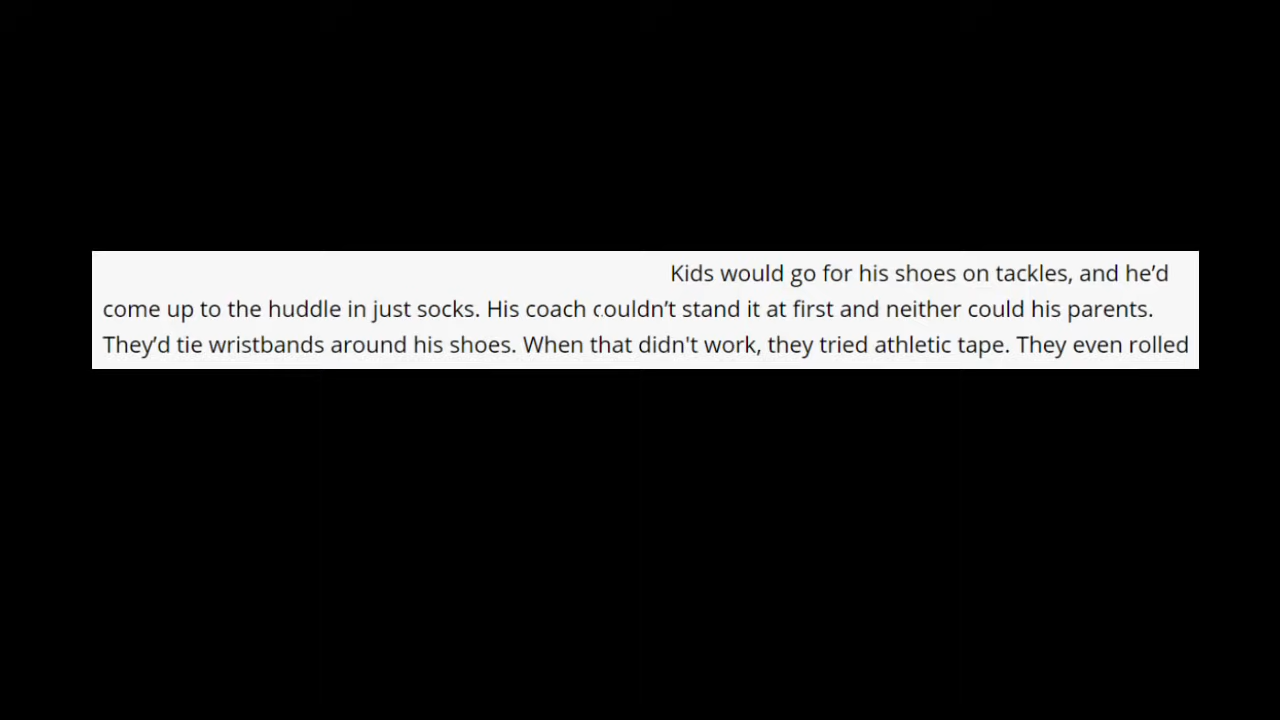 Kids would go for his shoes on tackles, and he’d
come up to the huddle in just socks. His coach couldn’t stand it at first and neither could his parents.
They’d tie wristbands around his shoes. When that didn't work, they tried athletic tape. They even rolled